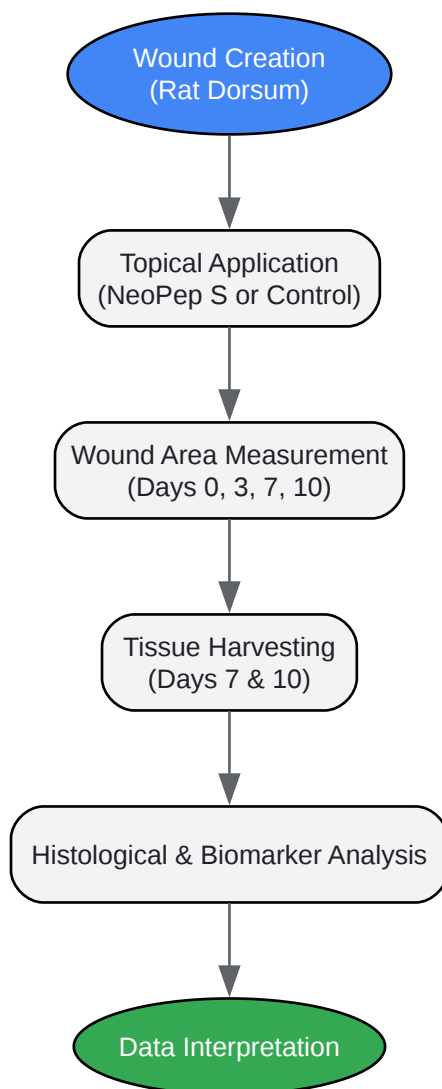 Wound Creation
(Rat Dorsum)
Topical Application
(NeoPep S or Control)
Wound Area Measurement
(Days 0, 3, 7, 10)
Tissue Harvesting
(Days 7 & 10)
Histological & Biomarker Analysis
Data Interpretation